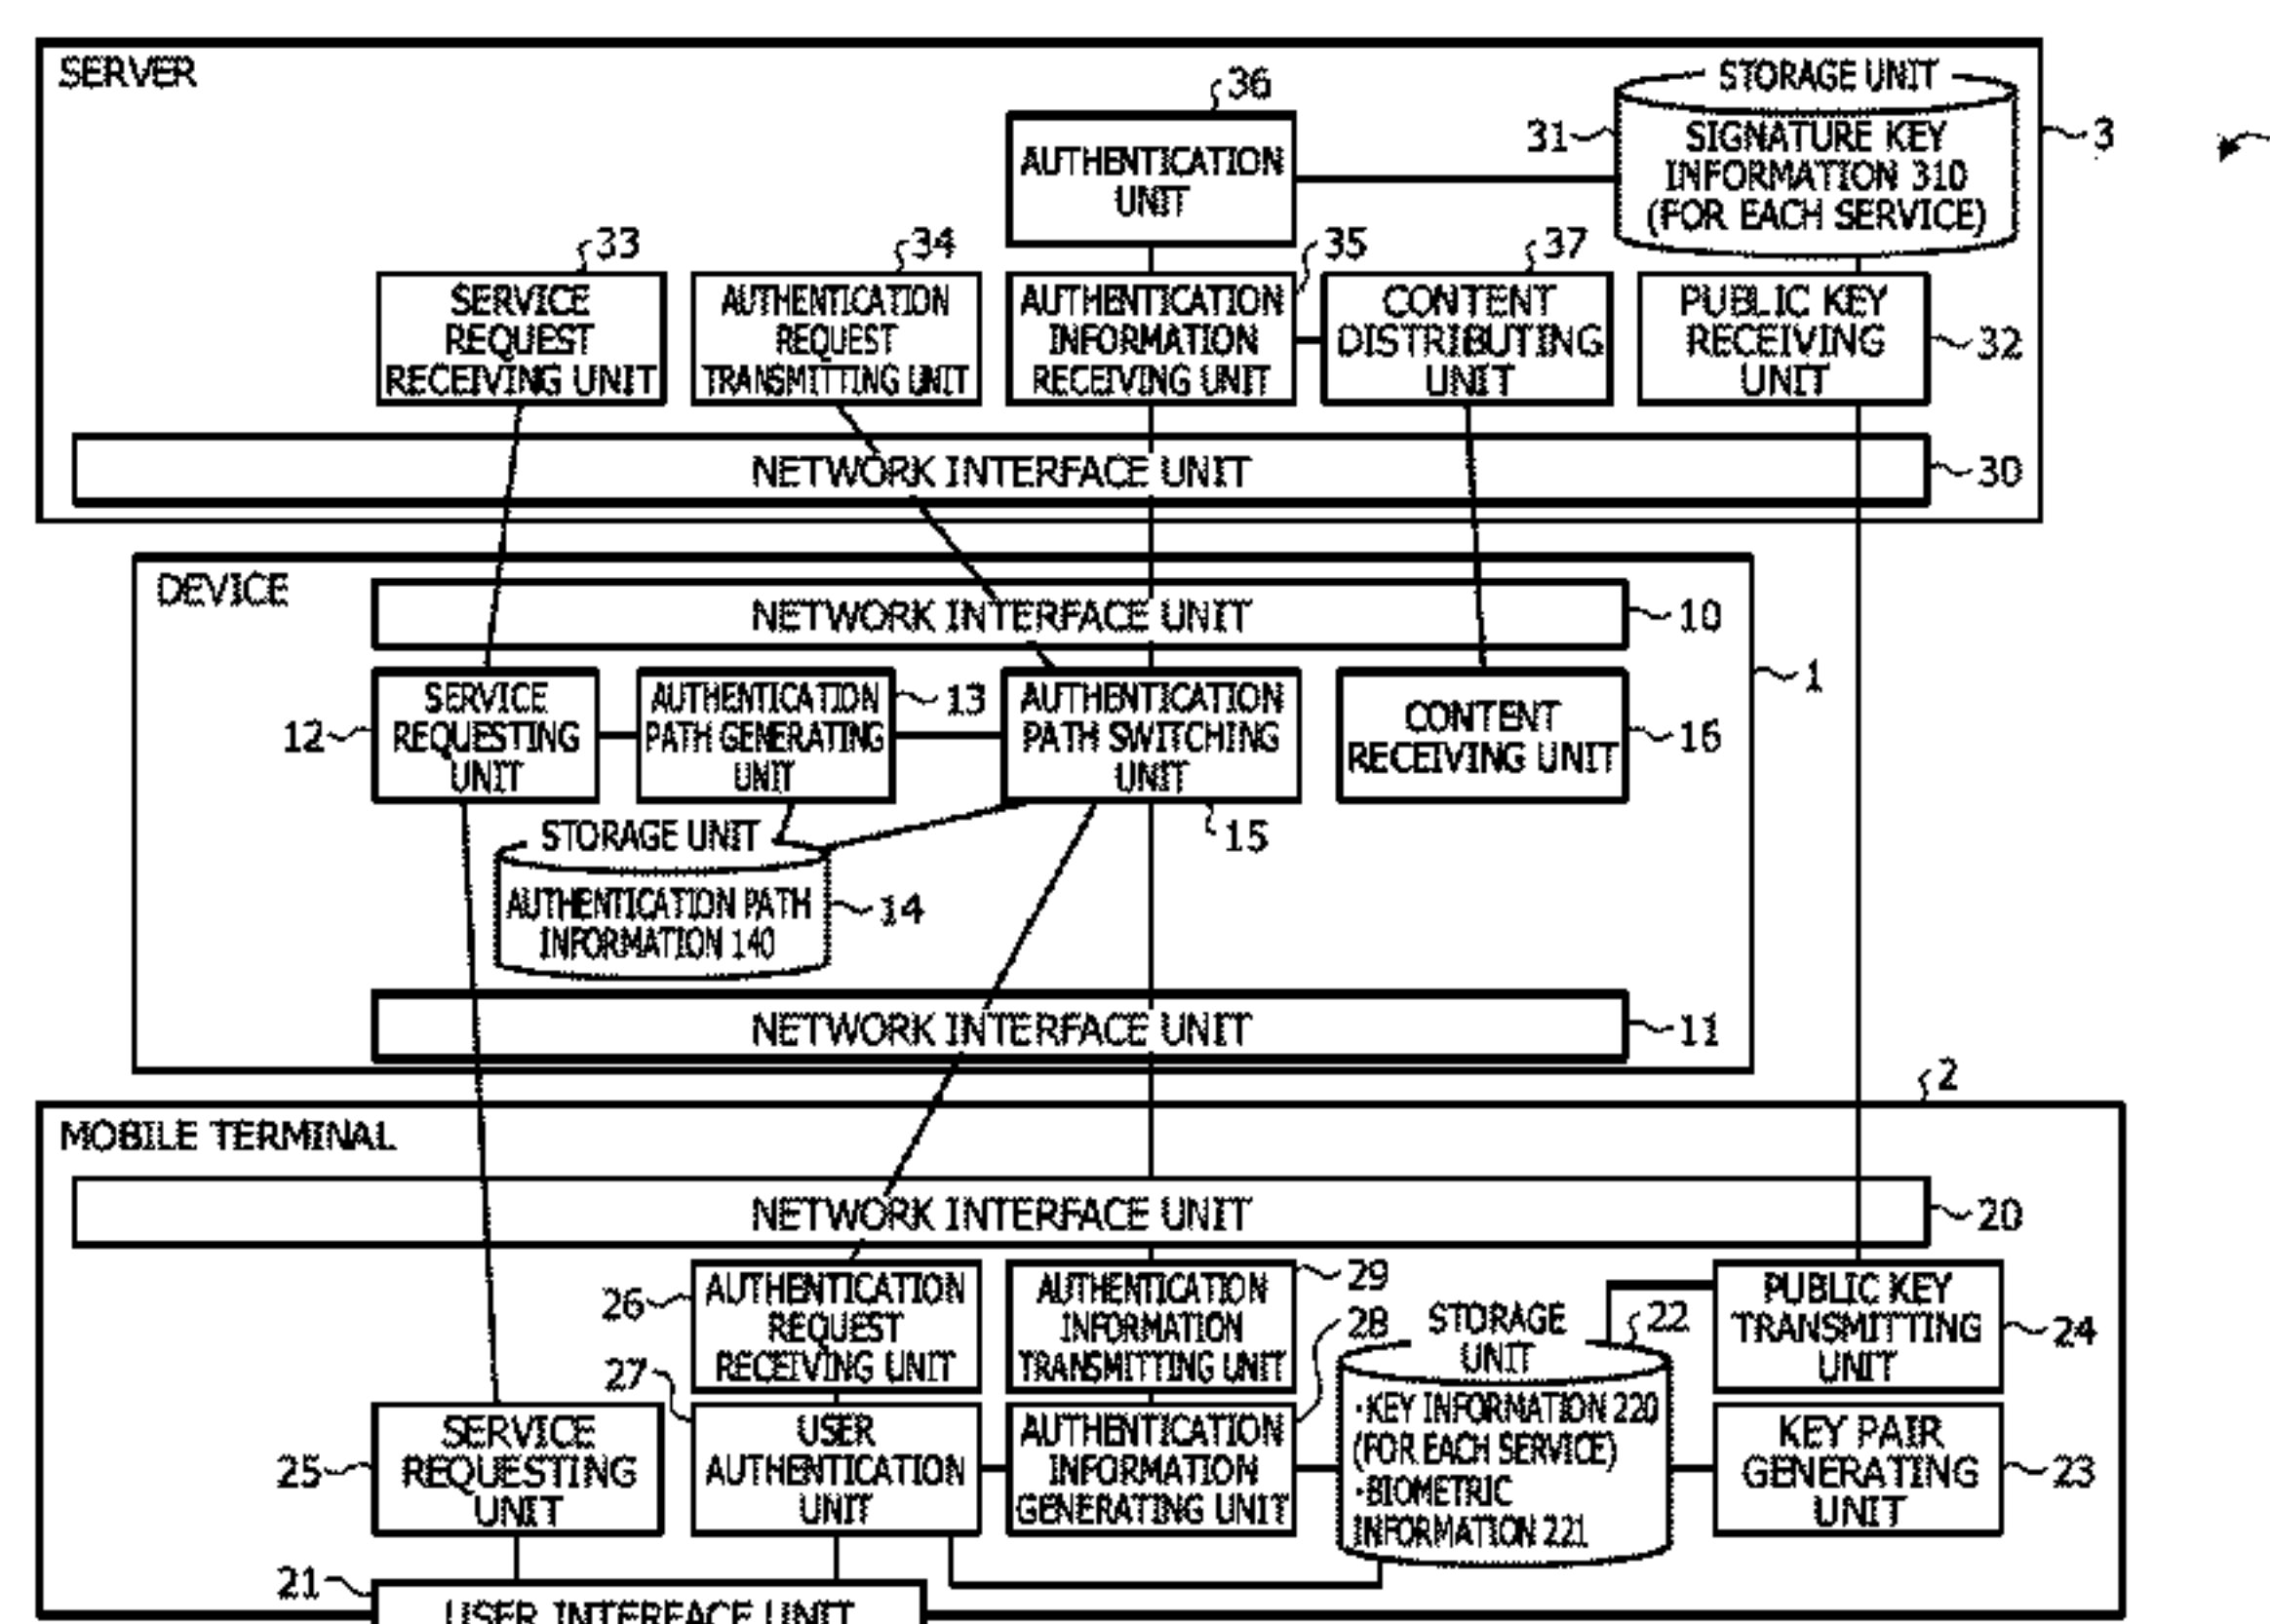 SERVER
36
AUTHENTICATION
UNIT
STORAGE UNIT
31
SIGNATURE KEY
INFORMATION 310
(FOR EACH SERVICE)
3
33
SERVICE
REQUEST
RECEIVING UNIT
34
AUTHENTICATION
REQUEST
TRANSMITTING UNIT
35
AUTHENTICATION
INFORMATION
RECEIVING UNIT
37
CONTENT
DISTRIBUTING
UNIT
PUBLIC KEY
RECEIVING
UNIT
32
NETWORK INTERFACE UNIT
30
DEVICE
NETWORK INTERFACE UNIT
10
1
12
SERVICE
REQUESTING
UNIT
AUTHENTICATION
PATH GENERATING
UNIT
13
AUTHENTICATION
PATH SWITCHING
UNIT
15
CONTENT
RECEIVING UNIT
16
STORAGE UNIT
AUTHENTICATION PATH
INFORMATION 140
14
NETWORK INTERFACE UNIT
11
2
MOBILE TERMINAL
NETWORK INTERFACE UNIT
20
26
AUTHENTICATION
REQUEST
RECEIVING UNIT
AUTHENTICATION
INFORMATION
TRANSMITTING UNIT
29
28
STORAGE
UNIT
22
PUBLIC KEY
TRANSMITTING
UNIT
24
25
SERVICE
REQUESTING
UNIT
27
USER
AUTHENTICATION
UNIT
AUTHENTICATION
INFORMATION
GENERATING UNIT
·KEY INFORMATION 220
(FOR EACH SERVICE)
·BIOMETRIC
INFORMATION 221
KEY PAIR
GENERATING
UNIT
23
21
USER INTERFACE UNIT